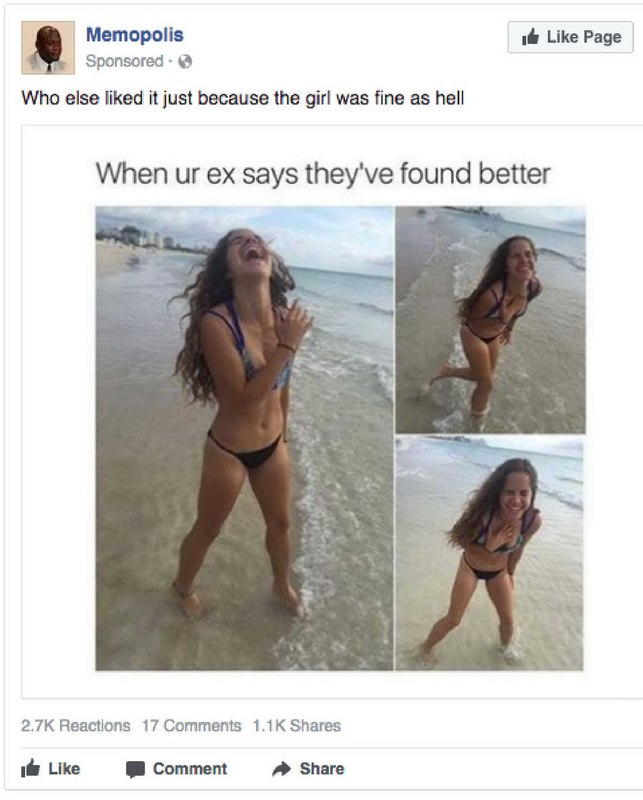 Memopolis
Sponsored ·
Like Page
Who else liked it just because the girl was fine as hell
When ur ex says they've found better
2.7K Reactions 17 Comments 1.1K Shares
Like Comment Share